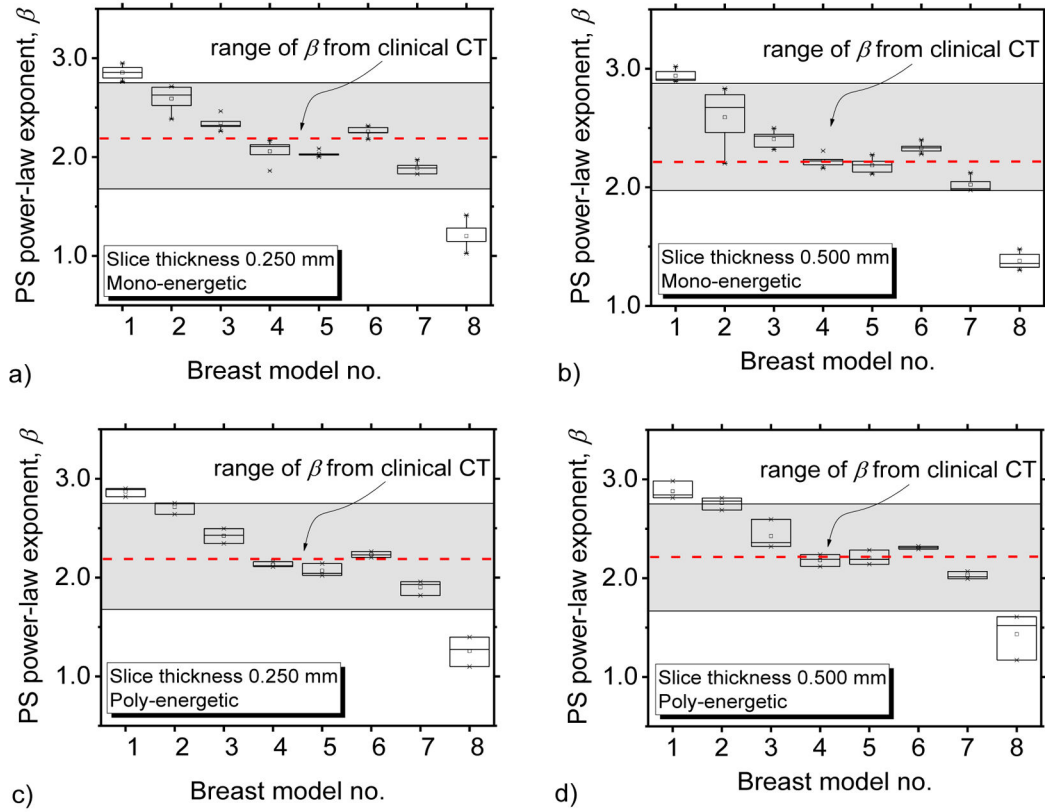 a)
PS power-law exponent, β
3.0
2.0
1.0
range of β from clinical CT
Slice thickness 0.250 mm
Mono-energetic
1 2 3 4 5 6 7 8
Breast model no.
b)
PS power-law exponent, β
3.0
2.0
1.0
range of β from clinical CT
Slice thickness 0.500 mm
Mono-energetic
1 2 3 4 5 6 7 8
Breast model no.
c)
PS power-law exponent, β
3.0
2.0
1.0
range of β from clinical CT
Slice thickness 0.250 mm
Poly-energetic
1 2 3 4 5 6 7 8
Breast model no.
d)
PS power-law exponent, β
3.0
2.0
1.0
range of β from clinical CT
Slice thickness 0.500 mm
Poly-energetic
1 2 3 4 5 6 7 8
Breast model no.